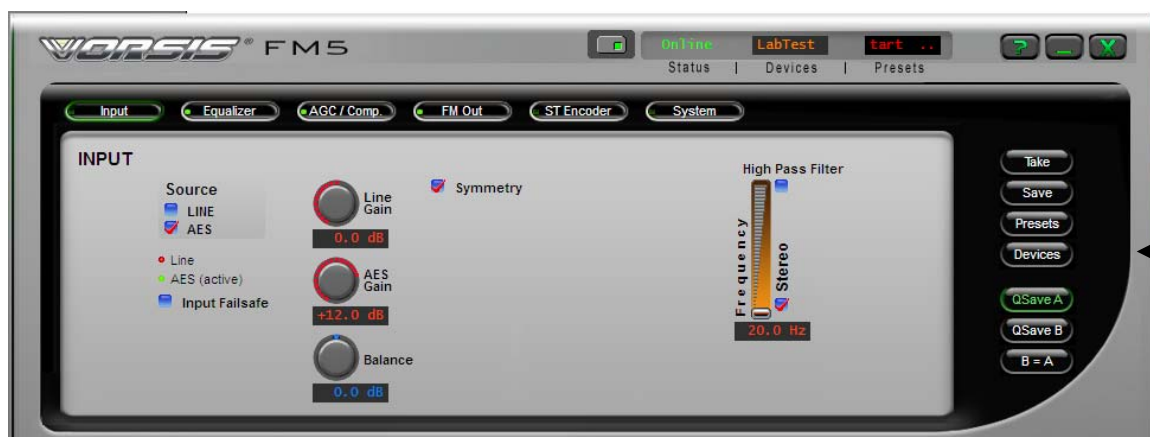 VORSIS® FM5
Online LabTest tart ..
Status | Devices | Presets
? _ X
Input Equalizer AGC / Comp. FM Out ST Encoder System
INPUT
Source
LINE
AES
Line
AES (active)
Input Failsafe
Line Gain
0.0 dB
AES Gain
+12.0 dB
Balance
0.0 dB
Symmetry
High Pass Filter
Frequency
Stereo
20.0 Hz
Take
Save
Presets
Devices
QSave A
QSave B
B = A